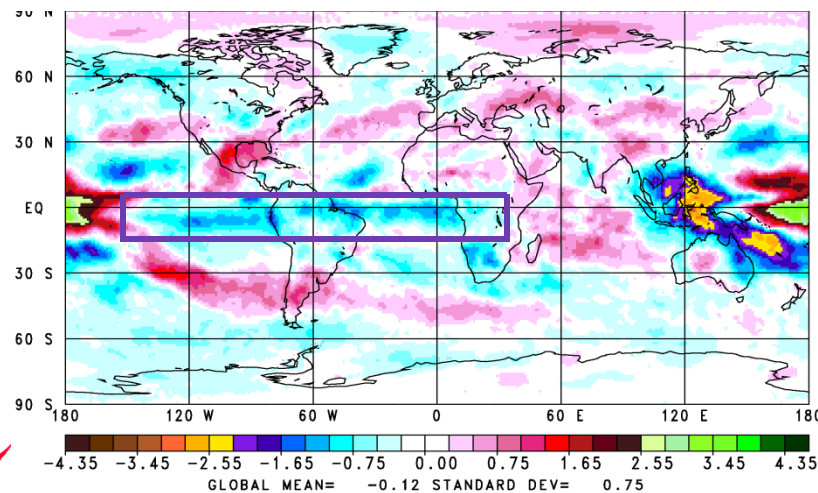 90 N
60 N
30 N
EQ
30 S
60 S
90 S
180 120 W 60 W 0 60 E 120 E 180
-4.35 -3.45 -2.55 -1.65 -0.75 0.00 0.75 1.65 2.55 3.45 4.35
GLOBAL MEAN= -0.12 STANDARD DEV= 0.75